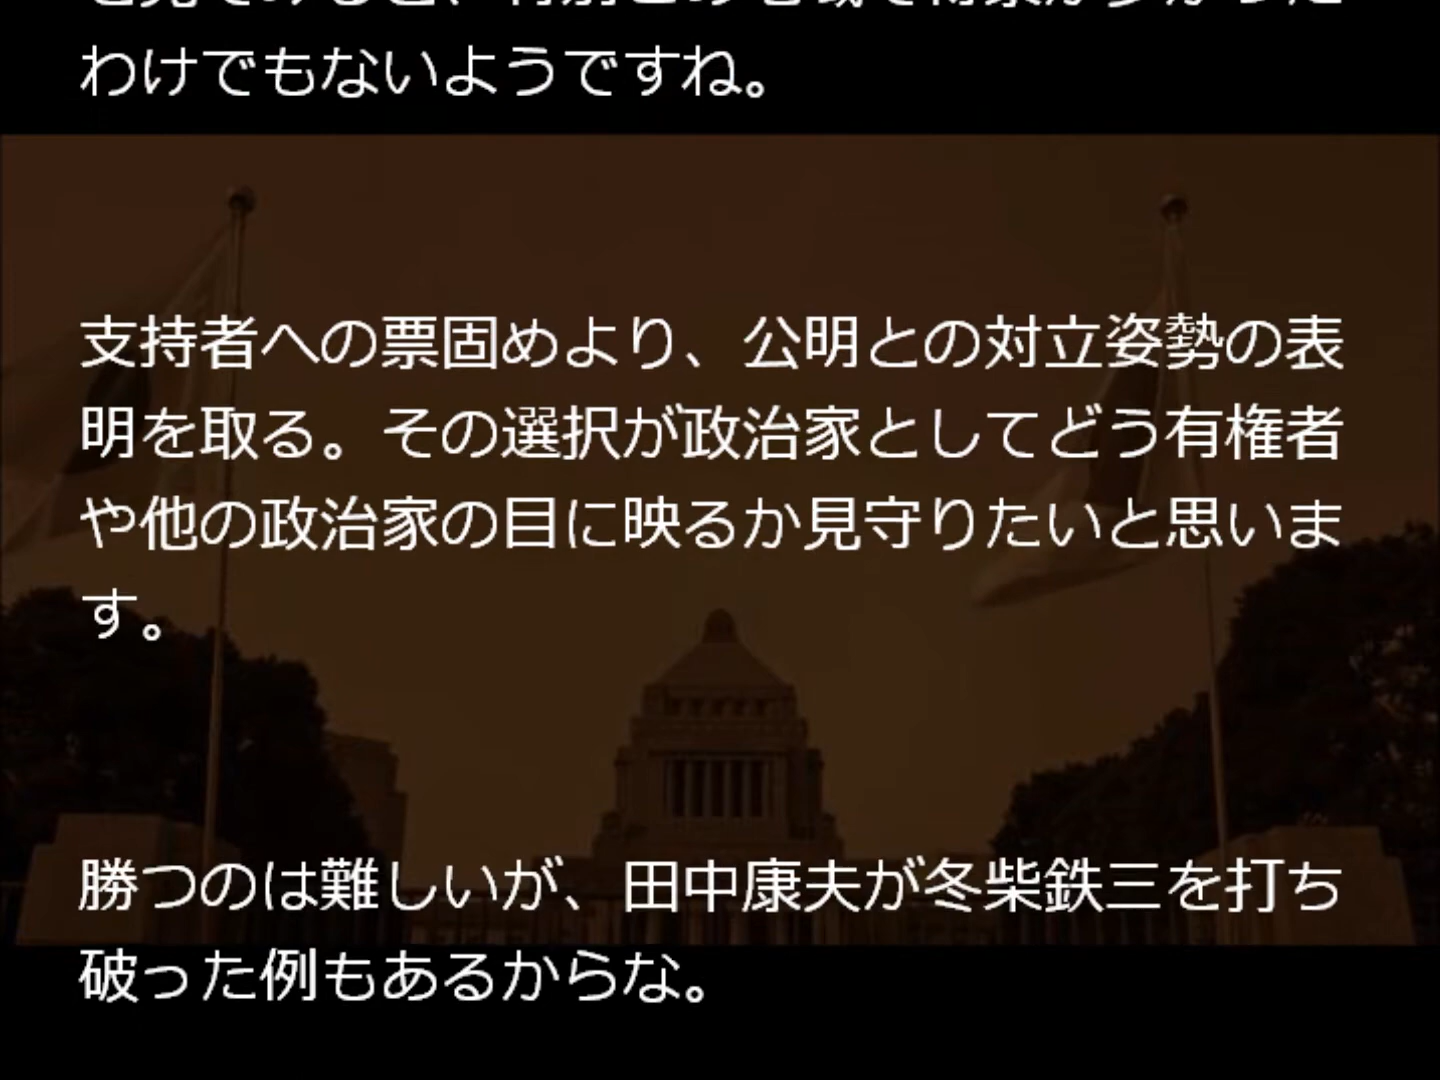 わけでもないようですね。
支持者への票固めより、公明との対立姿勢の表
明を取る。その選択が政治家としてどう有権者
や他の政治家の目に映るか見守りたいと思いま
す。
勝つのは難しいが、田中康夫が冬柴鉄三を打ち
破った例もあるからな。